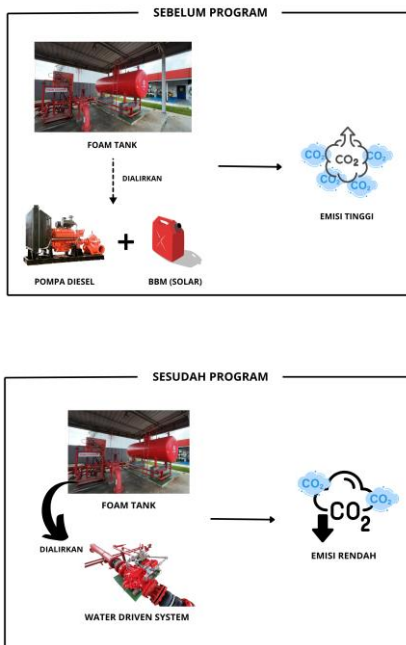 SEBELUM PROGRAM
FOAM TANK
DIALIRKAN
CO₂
CO₂
CO₂
CO₂
CO₂
EMISI TINGGI
POMPA DIESEL
+
BBM (SOLAR)
SESUDAH PROGRAM
FOAM TANK
CO₂
CO₂
CO₂
DIALIRKAN
EMISI RENDAH
WATER DRIVEN SYSTEM